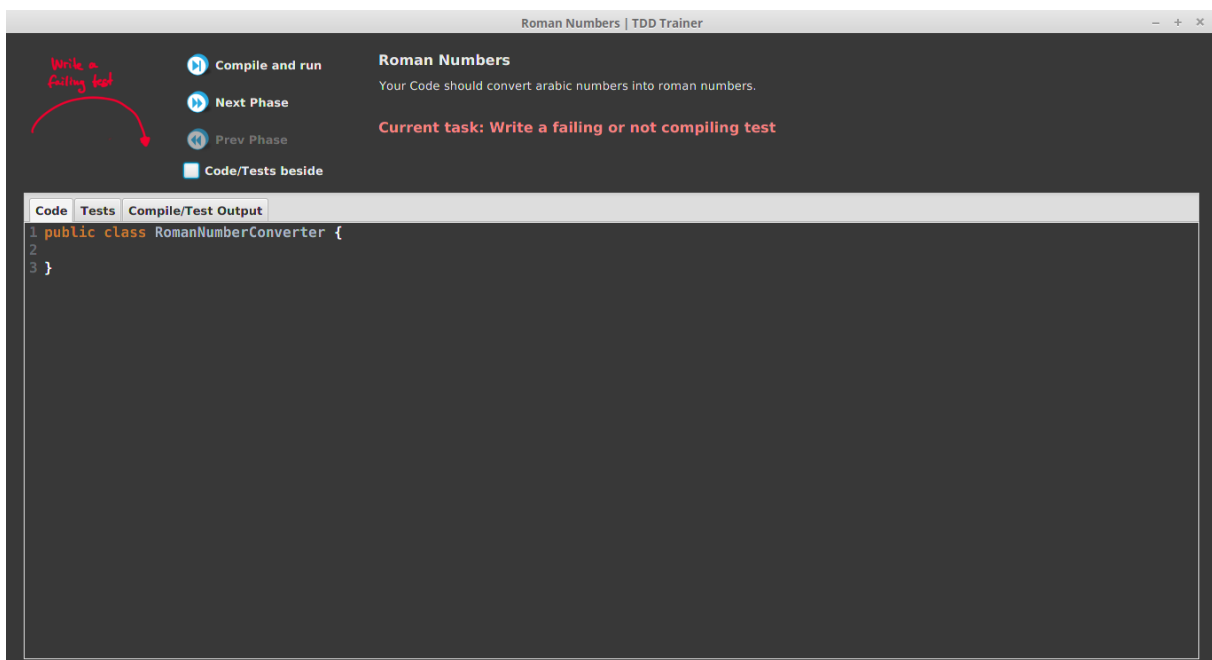 Roman Numbers | TDD Trainer
Write a
failing test
Compile and run
Next Phase
Prev Phase
Code/Tests beside
Roman Numbers
Your Code should convert arabic numbers into roman numbers.
Current task: Write a failing or not compiling test
Code Tests Compile/Test Output
1 public class RomanNumberConverter {
2
3 }